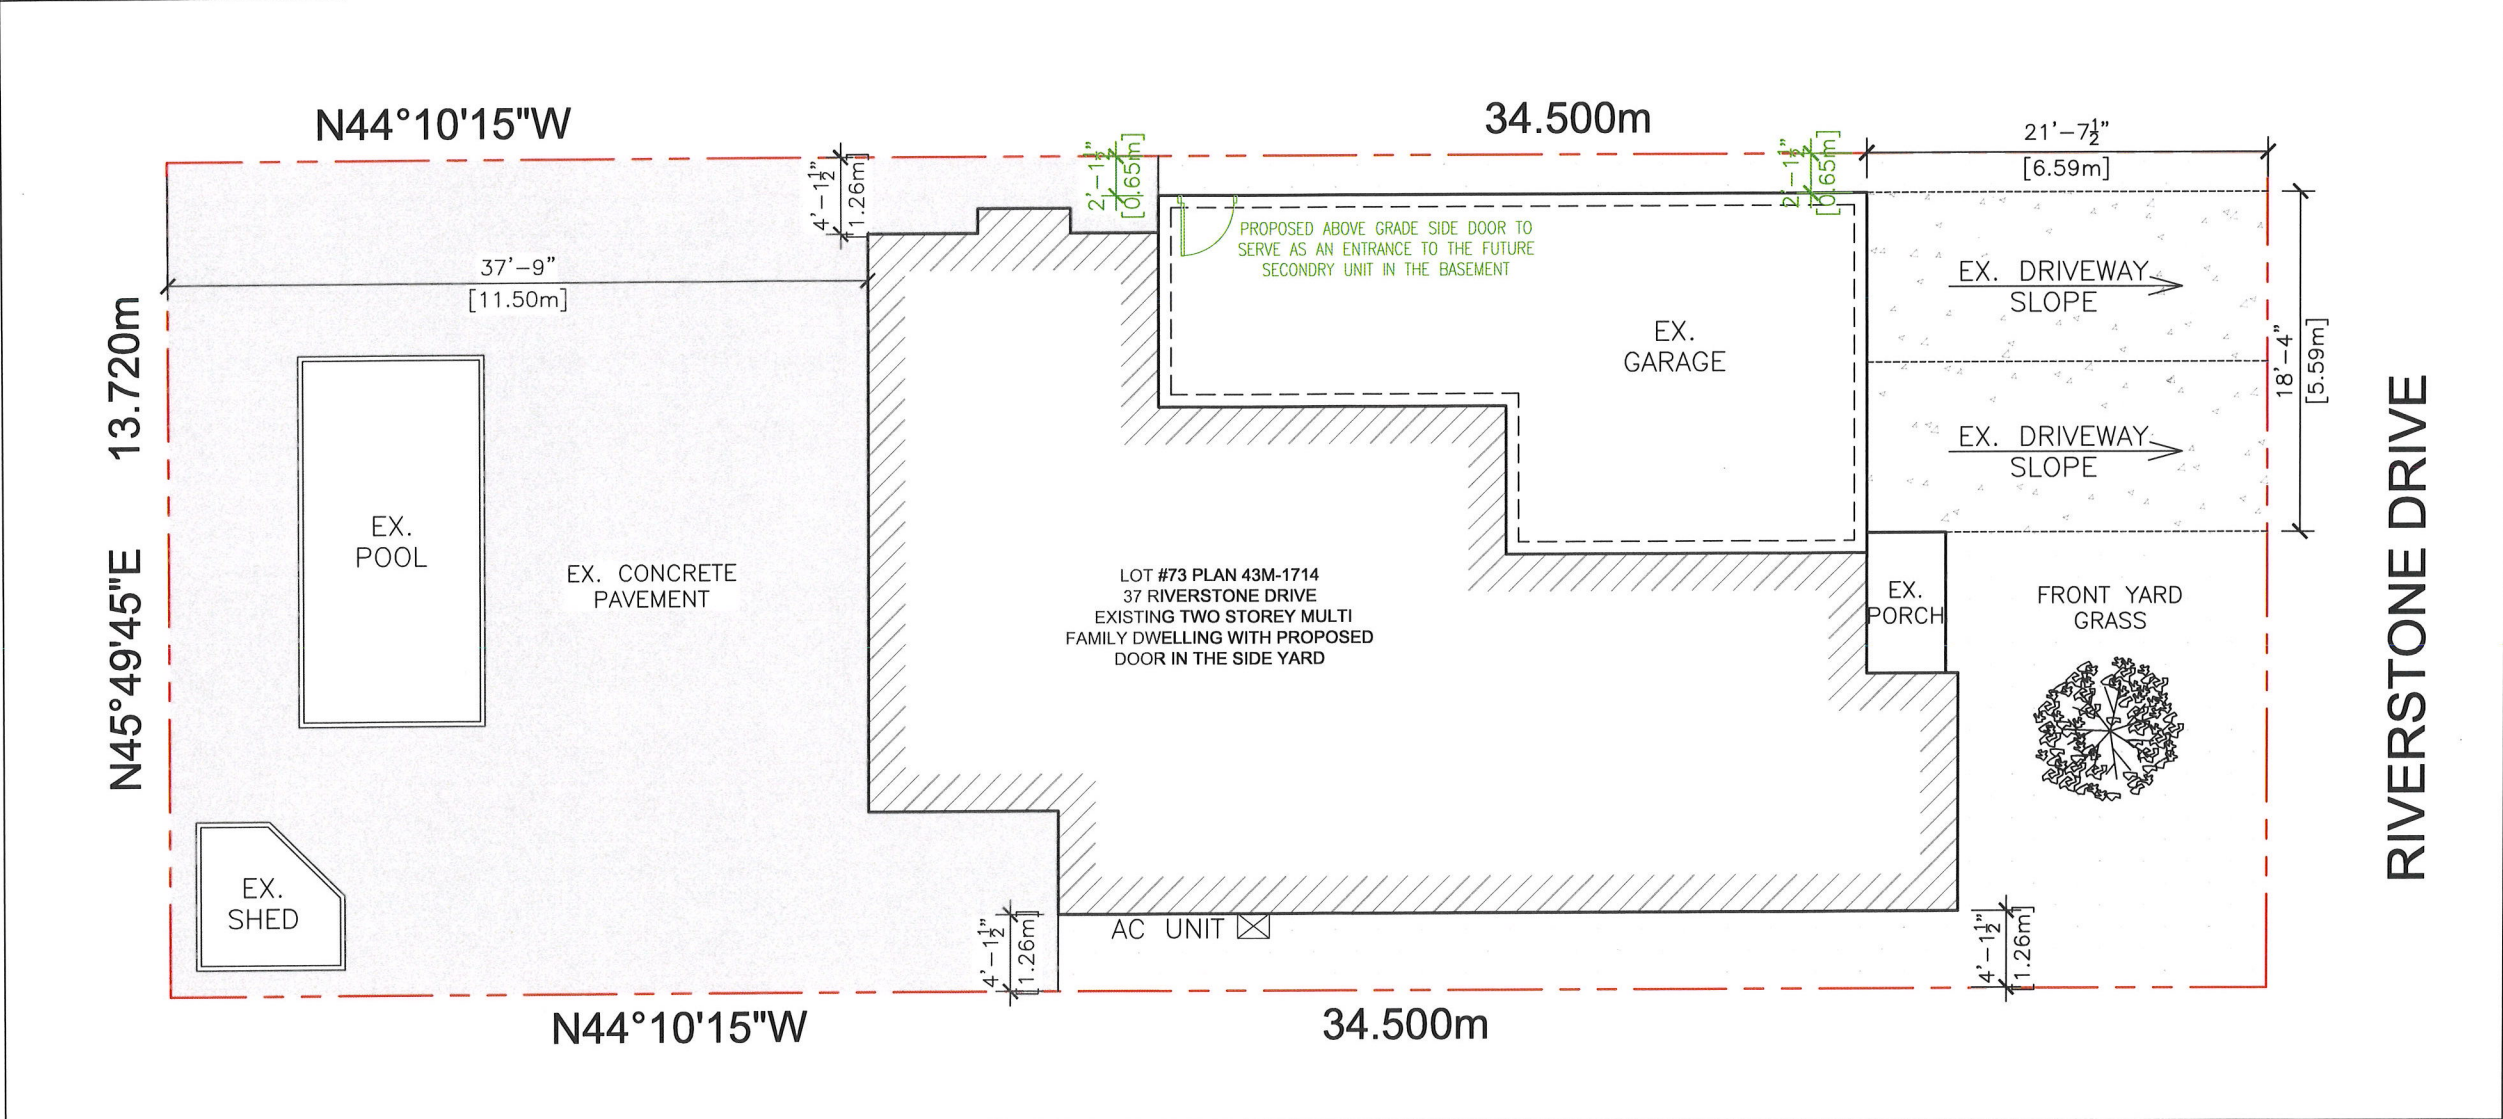 N44°10'15"W
34.500m
21'-7½"
[6.59m]
4'-1½"
[1.26m]
2'-1½"
[0.65m]
2'-1½"
[0.65m]
PROPOSED ABOVE GRADE SIDE DOOR TO
SERVE AS AN ENTRANCE TO THE FUTURE
SECONDRY UNIT IN THE BASEMENT
37'-9"
[11.50m]
EX. DRIVEWAY
SLOPE
EX.
GARAGE
18'-4"
[5.59m]
EX. DRIVEWAY
SLOPE
N45°49'45"E 13.720m
EX.
POOL
EX. CONCRETE
PAVEMENT
LOT #73 PLAN 43M-1714
37 RIVERSTONE DRIVE
EXISTING TWO STOREY MULTI
FAMILY DWELLING WITH PROPOSED
DOOR IN THE SIDE YARD
EX.
PORCH
FRONT YARD
GRASS
RIVERSTONE DRIVE
EX.
SHED
AC UNIT
4'-1½"
[1.26m]
4'-1½"
[1.26m]
N44°10'15"W
34.500m